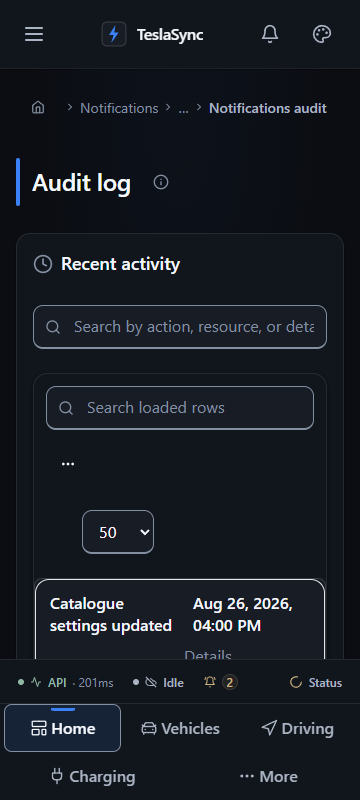 TeslaSync
Notifications
...
Notifications audit
Audit log
Recent activity
Search by action, resource, or deta
Search loaded rows
...
50
Catalogue settings updated
Aug 26, 2026, 04:00 PM
Details
API · 201ms
Idle
2
Status
Home
Vehicles
Driving
Charging
... More